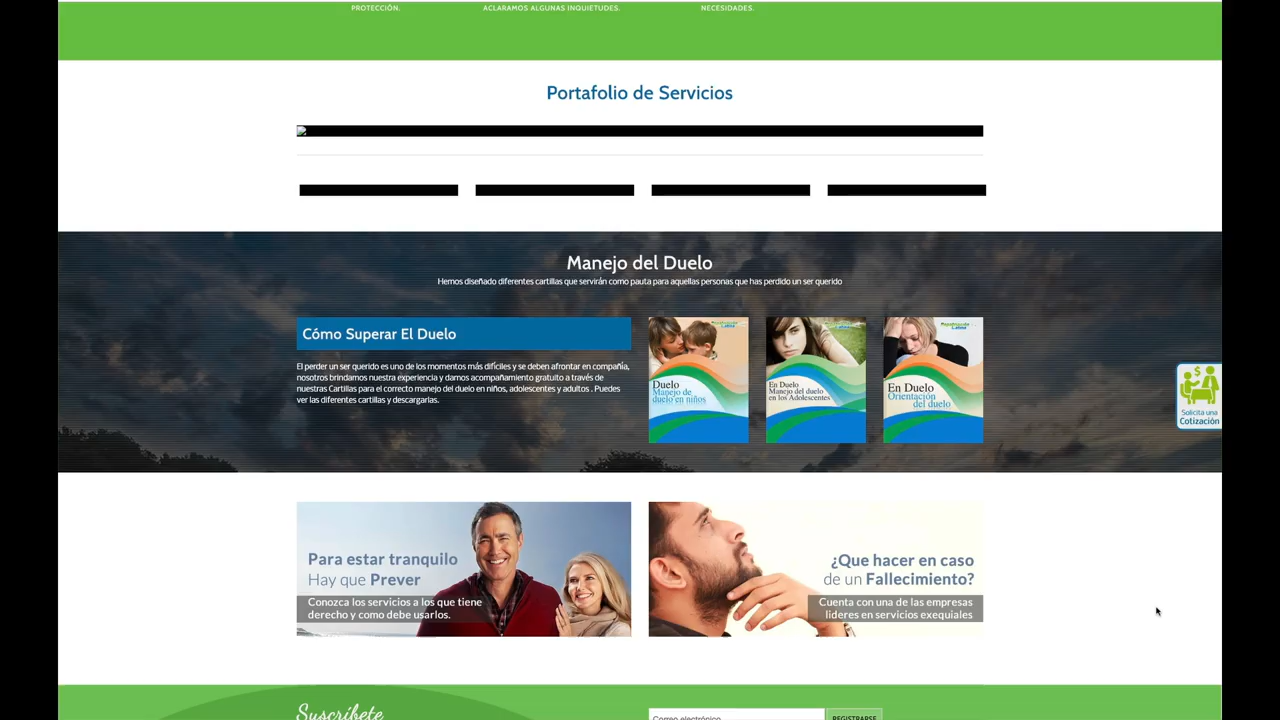 PROTECCIÓN.
ACLARAMOS ALGUNAS INQUIETUDES.
NECESIDADES.
Portafolio de Servicios
Manejo del Duelo
Hemos diseñado diferentes cartillas que servirán como pauta para aquellas personas que has perdido un ser querido
Cómo Superar El Duelo
El perder un ser querido es uno de los momentos más difíciles y se deben afrontar en compañía,
nosotros brindamos nuestra experiencia y damos acompañamiento gratuito a través de
nuestras Cartillas para el correcto manejo del duelo en niños, adolescentes y adultos . Puedes
ver las diferentes cartillas y descargarlas.
Duelo
Manejo de
duelo en niños
En Duelo
Manejo del duelo
en los Adolescentes
En Duelo
Orientación
del duelo
Solicita una
Cotización
Para estar tranquilo
Hay que Prever
Conozca los servicios a los que tiene
derecho y como debe usarlos.
¿Que hacer en caso
de un Fallecimiento?
Cuenta con una de las empresas
lideres en servicios exequiales
Suscríbete
Correo electrónico
REGISTRARSE